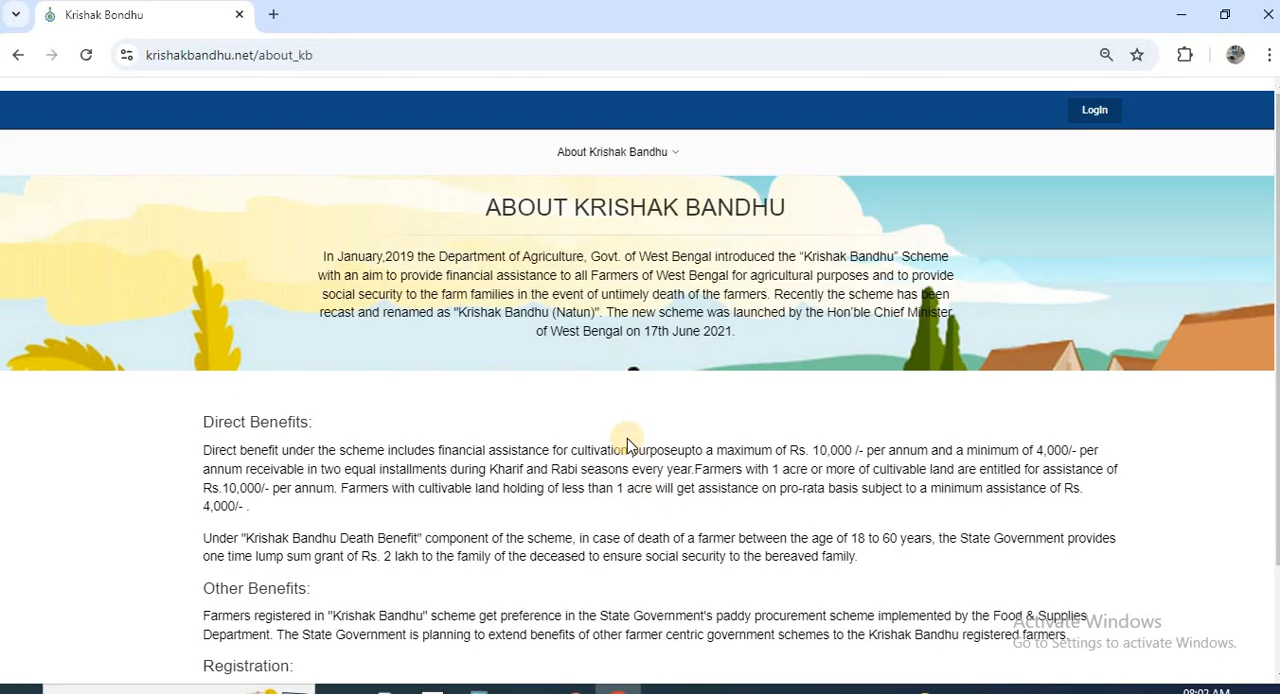 Krishak Bondhu
krishakbandhu.net/about_kb
Login
About Krishak Bandhu
ABOUT KRISHAK BANDHU
In January,2019 the Department of Agriculture, Govt. of West Bengal introduced the “Krishak Bandhu” Scheme
with an aim to provide financial assistance to all Farmers of West Bengal for agricultural purposes and to provide
social security to the farm families in the event of untimely death of the farmers. Recently the scheme has been
recast and renamed as "Krishak Bandhu (Natun)". The new scheme was launched by the Hon'ble Chief Minister
of West Bengal on 17th June 2021.
Direct Benefits:
Direct benefit under the scheme includes financial assistance for cultivation purposeupto a maximum of Rs. 10,000 /- per annum and a minimum of 4,000/- per
annum receivable in two equal installments during Kharif and Rabi seasons every year.Farmers with 1 acre or more of cultivable land are entitled for assistance of
Rs.10,000/- per annum. Farmers with cultivable land holding of less than 1 acre will get assistance on pro-rata basis subject to a minimum assistance of Rs.
4,000/- .
Under "Krishak Bandhu Death Benefit" component of the scheme, in case of death of a farmer between the age of 18 to 60 years, the State Government provides
one time lump sum grant of Rs. 2 lakh to the family of the deceased to ensure social security to the bereaved family.
Other Benefits:
Farmers registered in "Krishak Bandhu" scheme get preference in the State Government's paddy procurement scheme implemented by the Food & Supplies
Department. The State Government is planning to extend benefits of other farmer centric government schemes to the Krishak Bandhu registered farmers.
Activate Windows
Go to Settings to activate Windows.
Registration:
08:02 AM